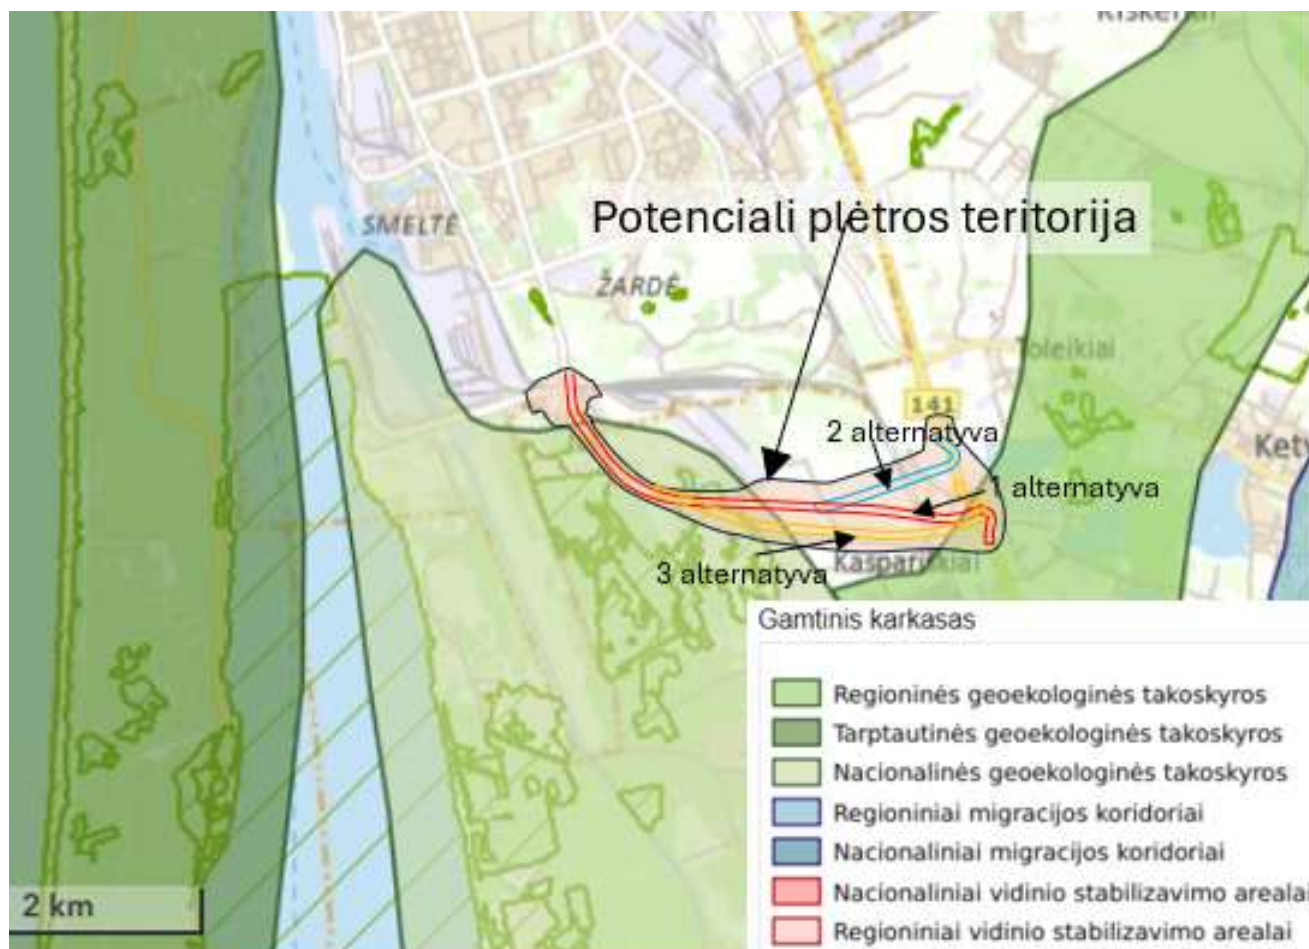 SMELTĖ
Potenciali plėtros teritorija
ŽARDĖ
Toleikiai
141
2 alternatyva
Ketv
1 alternatyva
3 alternatyva
Gamtinis karkasas
Regioninės geoekologinės takoskyros
Tarptautinės geoekologinės takoskyros
Nacionalinės geoekologinės takoskyros
Regioniniai migracijos koridoriai
Nacionaliniai migracijos koridoriai
Nacionaliniai vidinio stabilizavimo arealai
Regioniniai vidinio stabilizavimo arealai
2 km